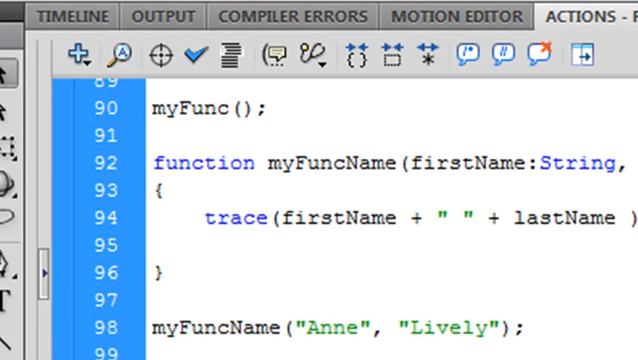 TIMELINE OUTPUT COMPILER ERRORS MOTION EDITOR ACTIONS -
89
90 myFunc();
91
92 function myFuncName(firstName:String,
93 {
94 trace(firstName + " " + lastName )
95
96 }
97
98 myFuncName("Anne", "Lively");
99